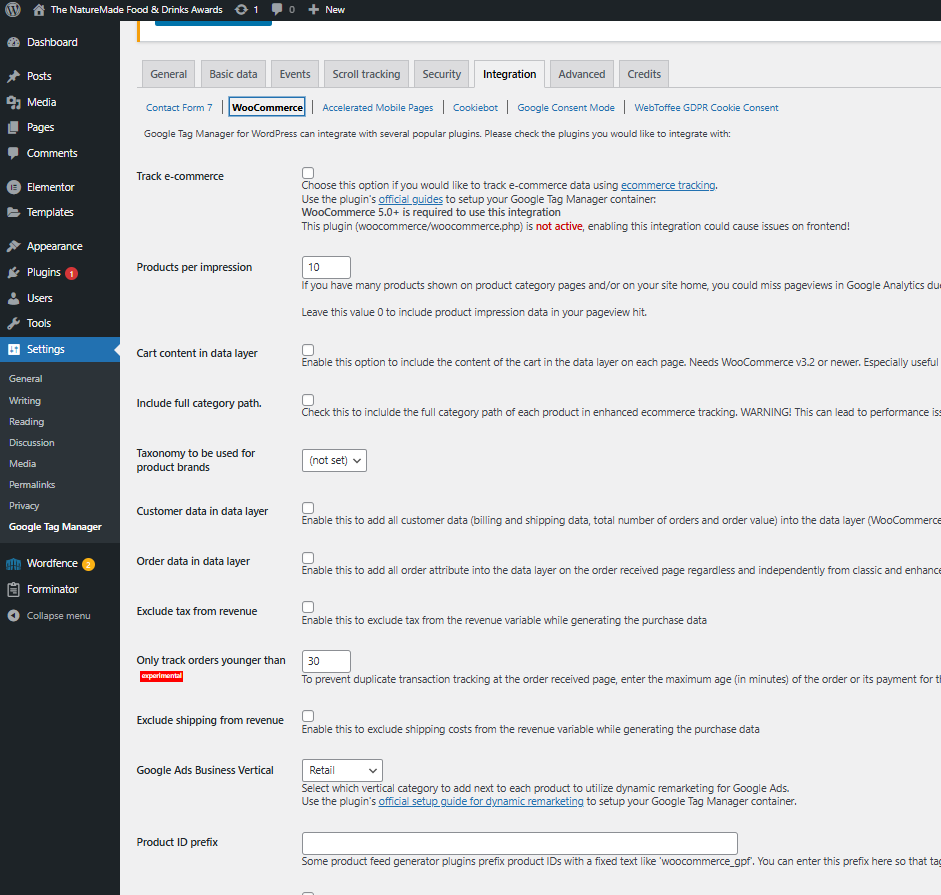 The NatureMade Food & Drinks Awards 1 0 New
Dashboard
Posts
Media
Pages
Comments
Elementor
Templates
Appearance
Plugins 1
Users
Tools
Settings
General
Writing
Reading
Discussion
Media
Permalinks
Privacy
Google Tag Manager
Wordfence 2
Forminator
Collapse menu
General Basic data Events Scroll tracking Security Integration Advanced Credits
Contact Form 7 | WooCommerce | Accelerated Mobile Pages | Cookiebot | Google Consent Mode | WebToffee GDPR Cookie Consent
Google Tag Manager for WordPress can integrate with several popular plugins. Please check the plugins you would like to integrate with:
Track e-commerce
Choose this option if you would like to track e-commerce data using ecommerce tracking.
Use the plugin's official guides to setup your Google Tag Manager container:
WooCommerce 5.0+ is required to use this integration
This plugin (woocommerce/woocommerce.php) is not active, enabling this integration could cause issues on frontend!
Products per impression
10
If you have many products shown on product category pages and/or on your site home, you could miss pageviews in Google Analytics du
Leave this value 0 to include product impression data in your pageview hit.
Cart content in data layer
Enable this option to include the content of the cart in the data layer on each page. Needs WooCommerce v3.2 or newer. Especially useful
Include full category path.
Check this to inclulde the full category path of each product in enhanced ecommerce tracking. WARNING! This can lead to performance is
Taxonomy to be used for
product brands
(not set)
Customer data in data layer
Enable this to add all customer data (billing and shipping data, total number of orders and order value) into the data layer (WooCommerce
Order data in data layer
Enable this to add all order attribute into the data layer on the order received page regardless and independently from classic and enhance
Exclude tax from revenue
Enable this to exclude tax from the revenue variable while generating the purchase data
Only track orders younger than
experimental
30
To prevent duplicate transaction tracking at the order received page, enter the maximum age (in minutes) of the order or its payment for t
Exclude shipping from revenue
Enable this to exclude shipping costs from the revenue variable while generating the purchase data
Google Ads Business Vertical
Retail
Select which vertical category to add next to each product to utilize dynamic remarketing for Google Ads.
Use the plugin's official setup guide for dynamic remarketing to setup your Google Tag Manager container.
Product ID prefix
Some product feed generator plugins prefix product IDs with a fixed text like 'woocommerce_gpf'. You can enter this prefix here so that tag